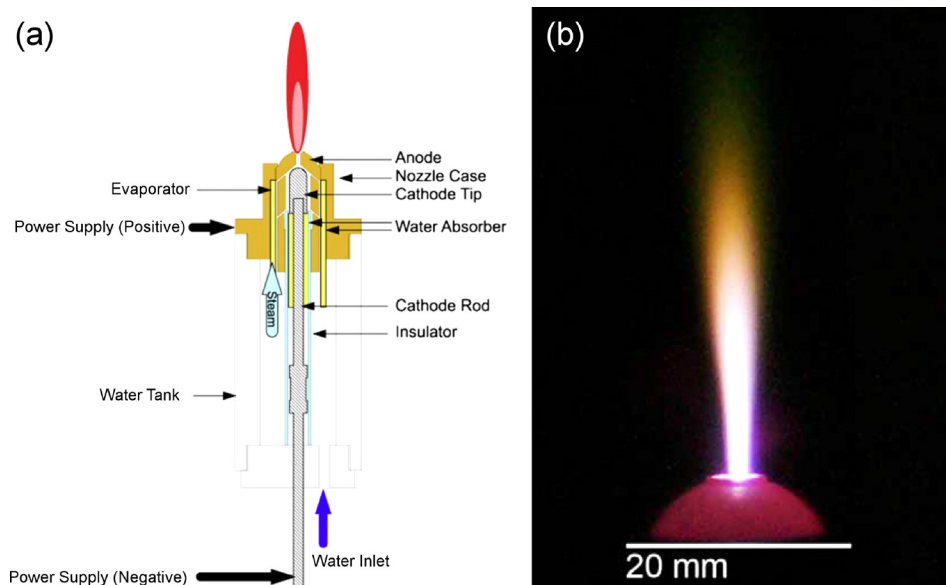 (a)
(b)
Anode
Nozzle Case
Evaporator
Cathode Tip
Power Supply (Positive)
Water Absorber
Steam
Cathode Rod
Insulator
Water Tank
Water Inlet
20 mm
Power Supply (Negative)